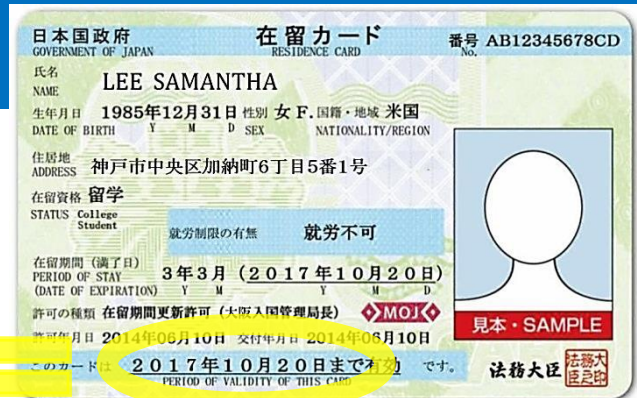 日本国政府 在留カード 番号 AB12345678CD
GOVERNMENT OF JAPAN RESIDENCE CARD No.
氏名
NAME LEE SAMANTHA
生年月日 1985年12月31日 性別 女 F. 国籍・地域 米国
DATE OF BIRTH Y M D SEX NATIONALITY/REGION
住居地
ADDRESS 神戸市中央区加納町6丁目5番1号
在留資格 留学
STATUS College
Student
就労制限の有無 就労不可
在留期間(満了日)
PERIOD OF STAY
(DATE OF EXPIRATION)
3年3月(2017年10月20日)
Y M Y M D
許可の種類 在留期間更新許可(大阪入国管理局長) MOJ
見本・SAMPLE
許可年月日 2014年06月10日 交付年月日 2014年06月10日
このカードは 2017年10月20日まで有効 です。
PERIOD OF VALIDITY OF THIS CARD
法務大臣 法務大臣之印